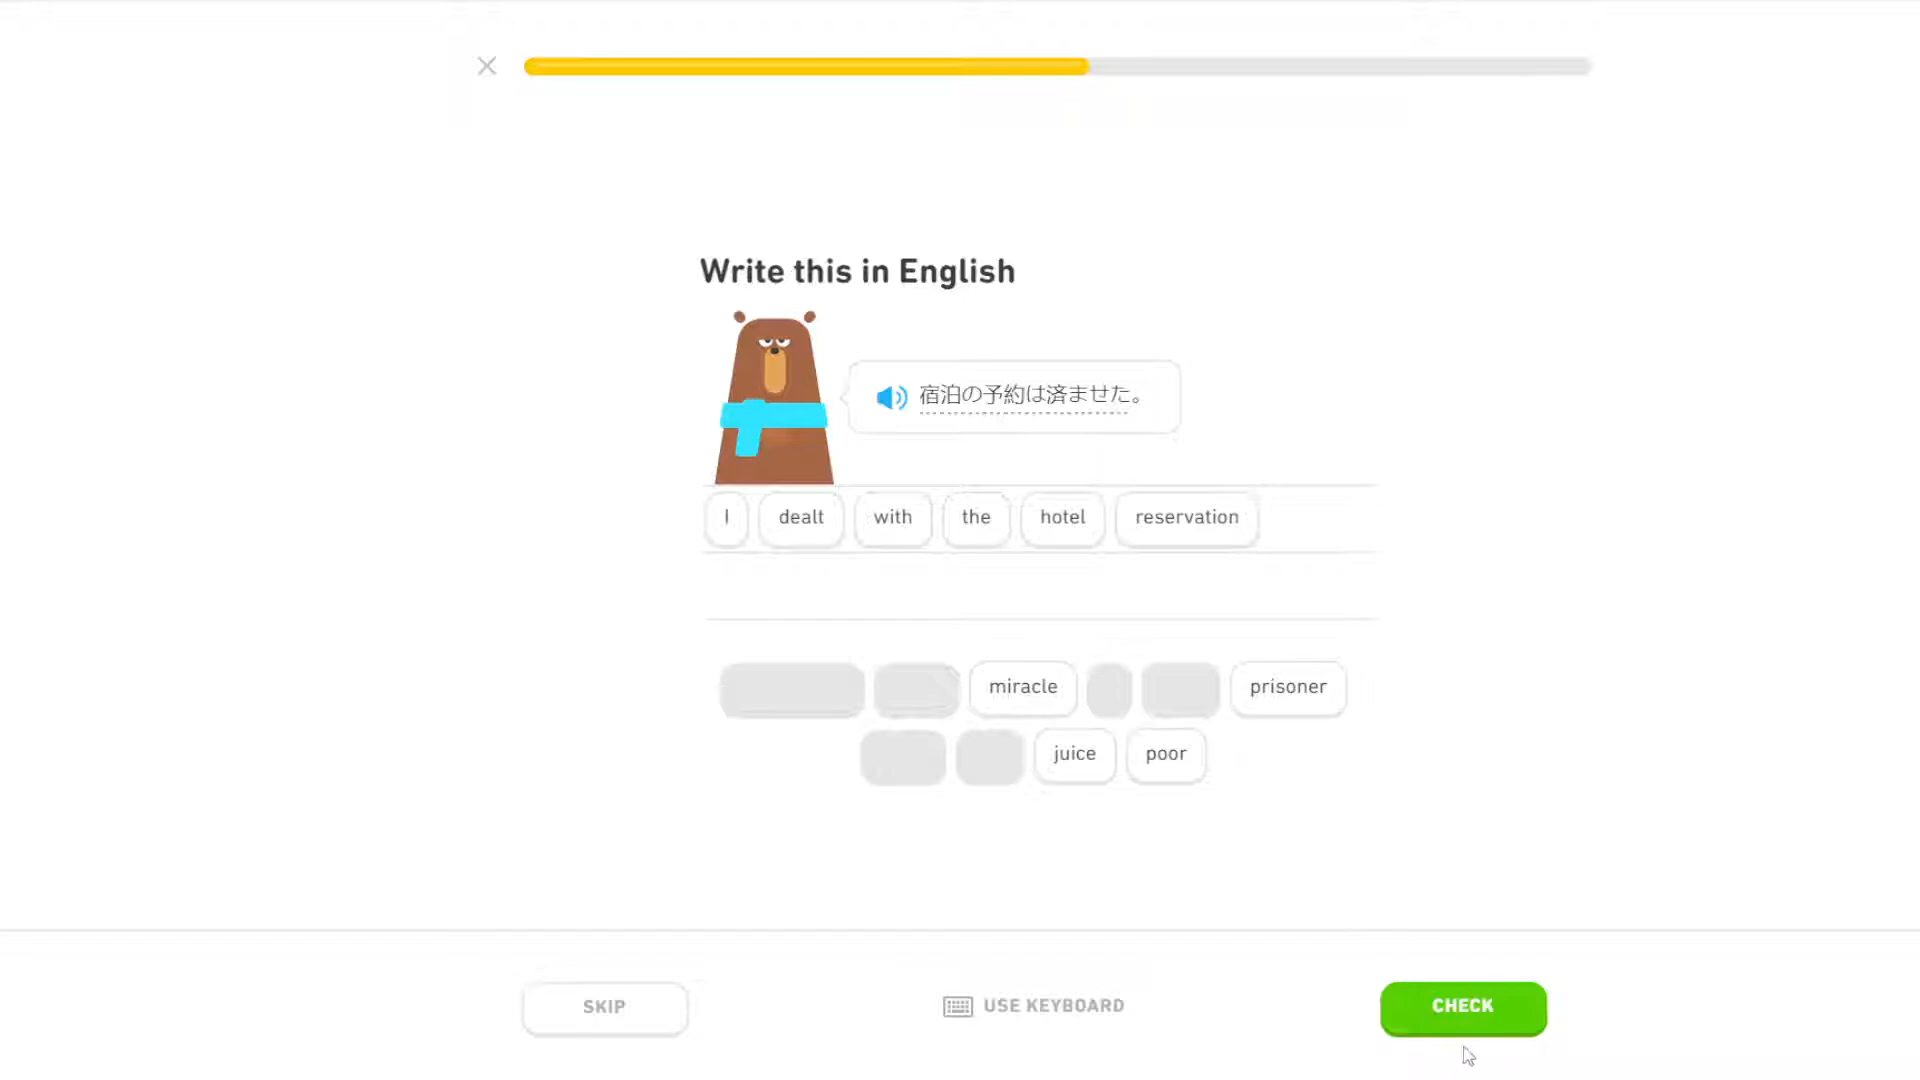 Write this in English
宿泊の予約は済ませた。
I dealt with the hotel reservation
miracle prisoner
juice poor
SKIP USE KEYBOARD CHECK